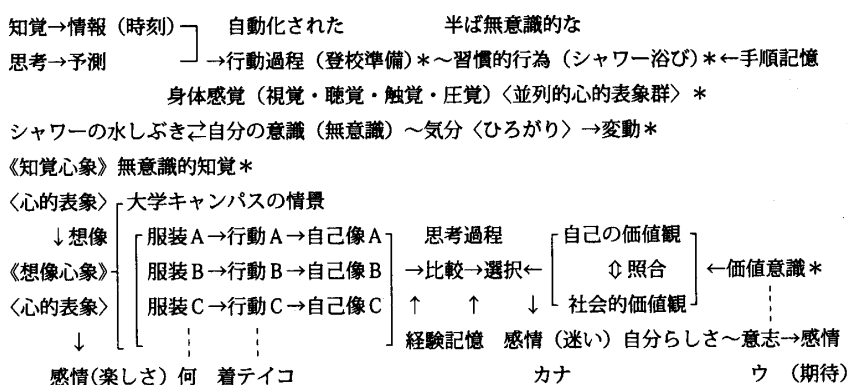 知覚→情報（時刻）　自動化された　半ば無意識的な
思考→予測　→行動過程（登校準備）＊〜習慣的行為（シャワー浴び）＊←手順記憶
身体感覚（視覚・聴覚・触覚・圧覚）〈並列的心的表象群〉＊
シャワーの水しぶき⇄自分の意識（無意識）〜気分〈ひろがり〉→変動＊
《知覚心象》無意識的知覚＊
〈心的表象〉　大学キャンパスの情景
↓想像　服装A→行動A→自己像A　思考過程　自己の価値観
《想像心象》　服装B→行動B→自己像B　→比較→選択←　⇕照合　←価値意識＊
〈心的表象〉　服装C→行動C→自己像C　↑　↑　↓　社会的価値観
↓　経験記憶　感情（迷い）自分らしさ〜意志→感情
感情(楽しさ)　何　着テイコ　カナ　ウ　（期待）